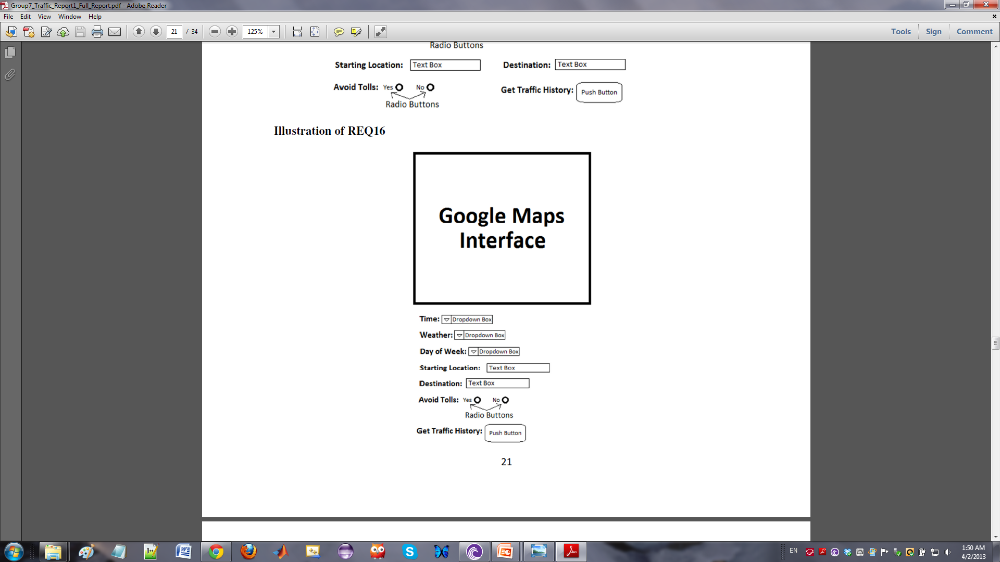 Group7_Traffic_Report1_Full_Report.pdf - Adobe Reader
File Edit View Window Help
21 / 34 125% Tools Sign Comment
Radio Buttons
Starting Location: Text Box Destination: Text Box
Avoid Tolls: Yes No Get Traffic History: Push Button
Radio Buttons
Illustration of REQ16
Google Maps
Interface
Time: Dropdown Box
Weather: Dropdown Box
Day of Week: Dropdown Box
Starting Location: Text Box
Destination: Text Box
Avoid Tolls: Yes No
Radio Buttons
Get Traffic History: Push Button
21
EN 1:50 AM
4/2/2013